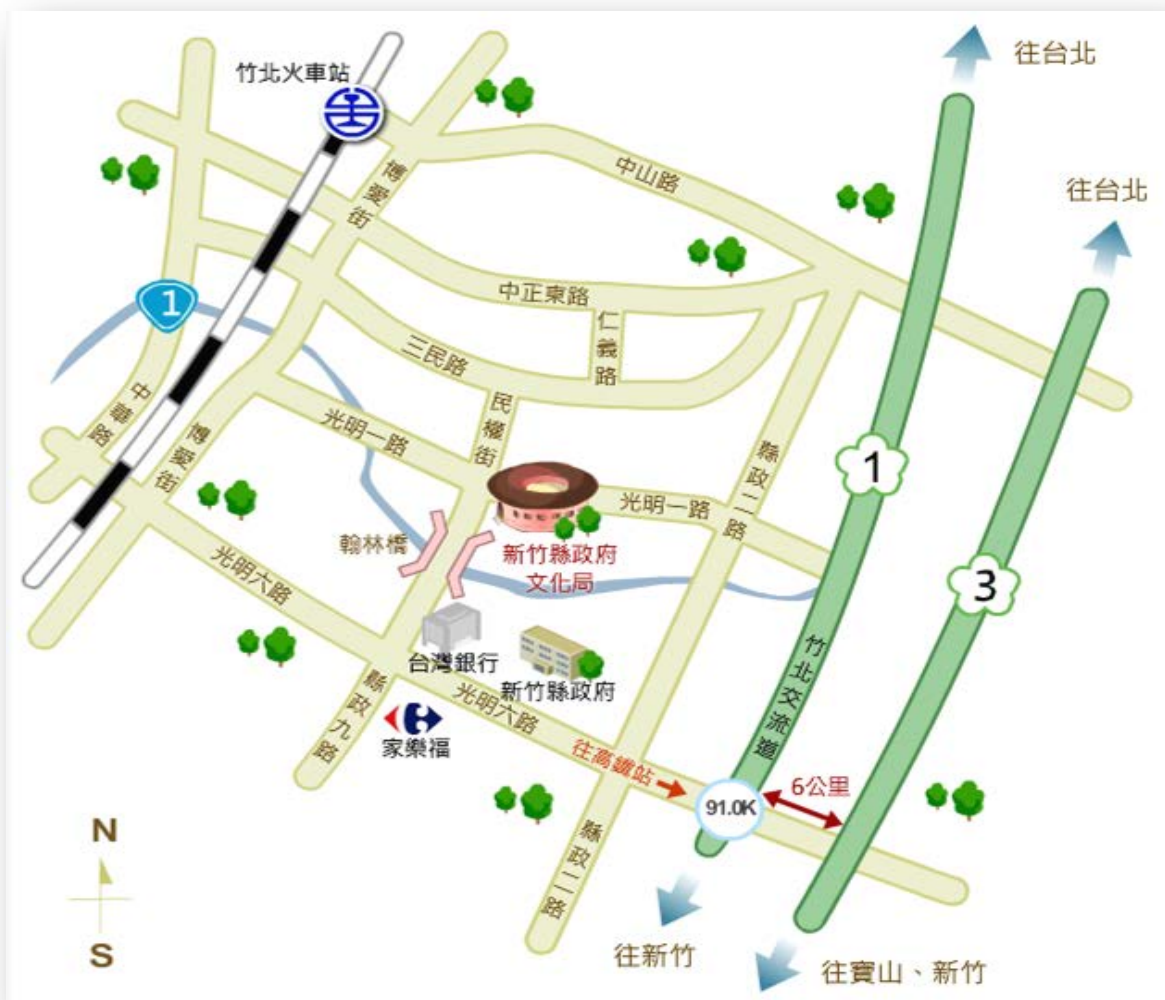 往台北
竹北火車站
往台北
中山路
博愛街
中正東路
仁義路
1
三民路
中華路
民權街
光明一路
博愛街
縣政二路
1
光明一路
翰林橋
新竹縣政府
文化局
3
光明六路
台灣銀行
新竹縣政府
竹北交流道
縣政九路
光明六路
家樂福
往高鐵站
6公里
91.0K
縣政二路
N
S
往新竹
往寶山、新竹